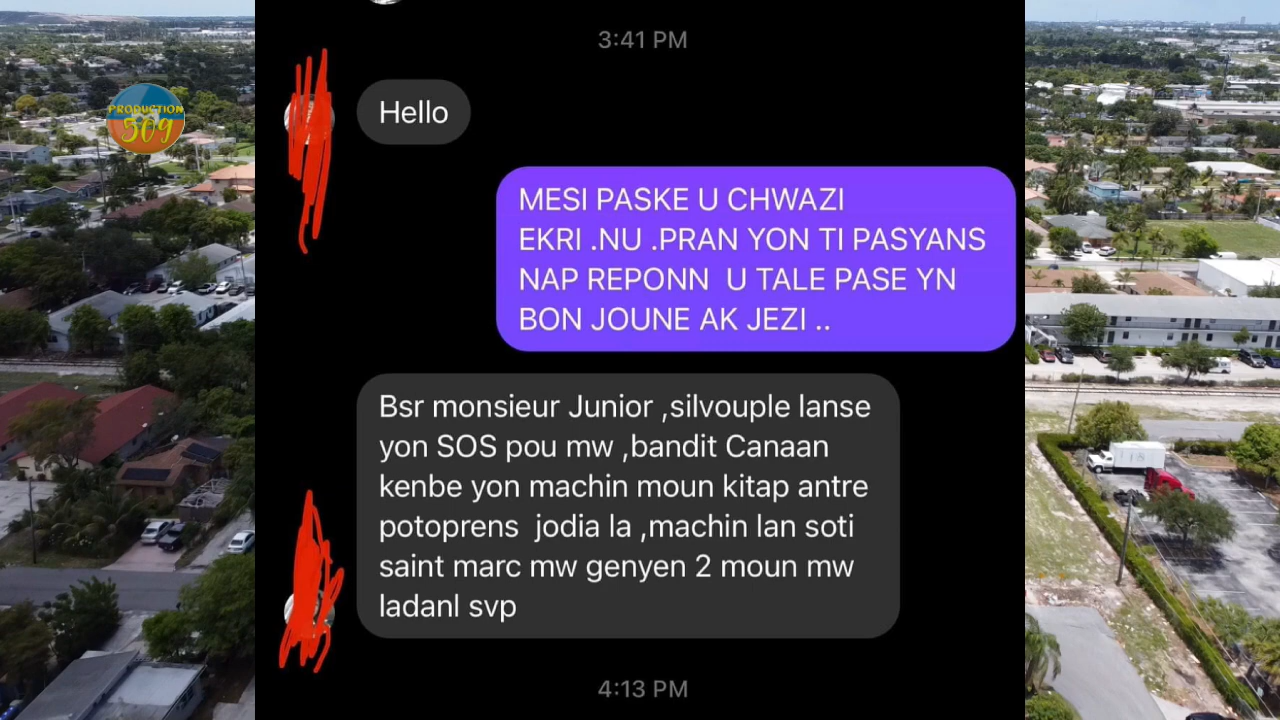 3:41 PM
PRODUCTION
509
Hello
MESI PASKE U CHWAZI
EKRI .NU .PRAN YON TI PASYANS
NAP REPONN U TALE PASE YN
BON JOUNE AK JEZI ..
Bsr monsieur Junior ,silvouple lanse
yon SOS pou mw ,bandit Canaan
kenbe yon machin moun kitap antre
potoprens jodia la ,machin lan soti
saint marc mw genyen 2 moun mw
ladanl svp
4:13 PM